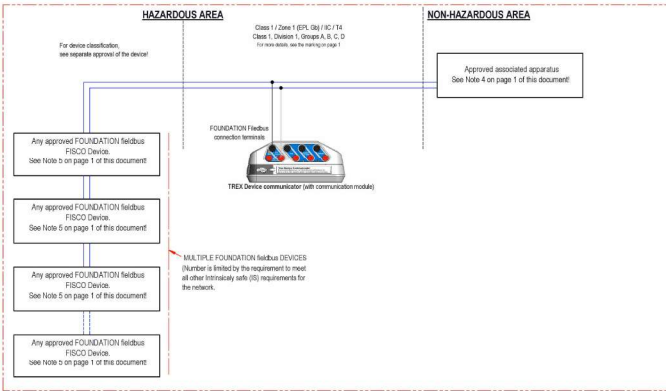 HAZARDOUS AREA
NON-HAZARDOUS AREA
Class 1 / Zone 1 (EPL Gb) / IIC / T4
Class 1, Division 1, Groups A, B, C, D
For more details, see the marking on page 1
For device classification,
see separate approval of the device!
Approved associated apparatus
See Note 4 on page 1 of this document!
FOUNDATION Filedbus
connection terminals
TREX Device communicator (with communication module)
Any approved FOUNDATION fieldbus
FISCO Device.
See Note 5 on page 1 of this document!
Any approved FOUNDATION fieldbus
FISCO Device.
See Note 5 on page 1 of this document!
Any approved FOUNDATION fieldbus
FISCO Device.
See Note 5 on page 1 of this document!
Any approved FOUNDATION fieldbus
FISCO Device.
See Note 5 on page 1 of this document!
MULTIPLE FOUNDATION fieldbus DEVICES
(Number is limited by the requirement to meet
all other Intrinsicaly safe (IS) requirements for
the network.